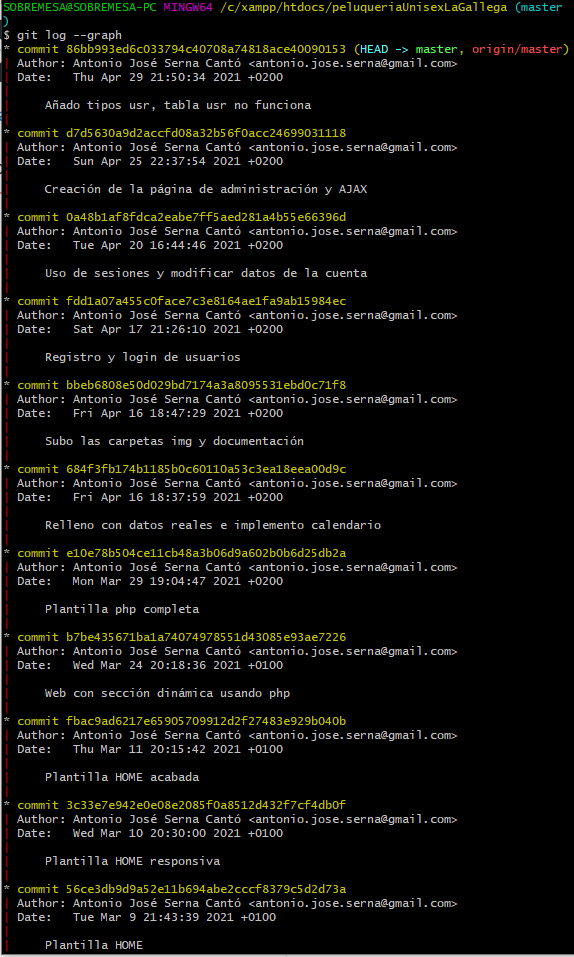 SOBREMESA@SOBREMESA-PC MINGW64 /c/xampp/htdocs/peluqueriaUnisexLaGallega (master
)
$ git log --graph
* commit 86bb993ed6c033794c40708a74818ace40090153 (HEAD -> master, origin/master)
| Author: Antonio José Serna Cantó <antonio.jose.serna@gmail.com>
| Date:   Thu Apr 29 21:50:34 2021 +0200
|
|     Añado tipos usr, tabla usr no funciona
|
* commit d7d5630a9d2accfd08a32b56f0acc24699031118
| Author: Antonio José Serna Cantó <antonio.jose.serna@gmail.com>
| Date:   Sun Apr 25 22:37:54 2021 +0200
|
|     Creación de la página de administración y AJAX
|
* commit 0a48b1af8fdca2eabe7ff5aed281a4b55e66396d
| Author: Antonio José Serna Cantó <antonio.jose.serna@gmail.com>
| Date:   Tue Apr 20 16:44:46 2021 +0200
|
|     Uso de sesiones y modificar datos de la cuenta
|
* commit fdd1a07a455c0face7c3e8164ae1fa9ab15984ec
| Author: Antonio José Serna Cantó <antonio.jose.serna@gmail.com>
| Date:   Sat Apr 17 21:26:10 2021 +0200
|
|     Registro y login de usuarios
|
* commit bbeb6808e50d029bd7174a3a8095531ebd0c71f8
| Author: Antonio José Serna Cantó <antonio.jose.serna@gmail.com>
| Date:   Fri Apr 16 18:47:29 2021 +0200
|
|     Subo las carpetas img y documentación
|
* commit 684f3fb174b1185b0c60110a53c3ea18eea00d9c
| Author: Antonio José Serna Cantó <antonio.jose.serna@gmail.com>
| Date:   Fri Apr 16 18:37:59 2021 +0200
|
|     Relleno con datos reales e implemento calendario
|
* commit e10e78b504ce11cb48a3b06d9a602b0b6d25db2a
| Author: Antonio José Serna Cantó <antonio.jose.serna@gmail.com>
| Date:   Mon Mar 29 19:04:47 2021 +0200
|
|     Plantilla php completa
|
* commit b7be435671ba1a74074978551d43085e93ae7226
| Author: Antonio José Serna Cantó <antonio.jose.serna@gmail.com>
| Date:   Wed Mar 24 20:18:36 2021 +0100
|
|     Web con sección dinámica usando php
|
* commit fbac9ad6217e65905709912d2f27483e929b040b
| Author: Antonio José Serna Cantó <antonio.jose.serna@gmail.com>
| Date:   Thu Mar 11 20:15:42 2021 +0100
|
|     Plantilla HOME acabada
|
* commit 3c33e7e942e0e08e2085f0a8512d432f7cf4db0f
| Author: Antonio José Serna Cantó <antonio.jose.serna@gmail.com>
| Date:   Wed Mar 10 20:30:00 2021 +0100
|
|     Plantilla HOME responsiva
|
* commit 56ce3db9d9a52e11b694abe2cccf8379c5d2d73a
| Author: Antonio José Serna Cantó <antonio.jose.serna@gmail.com>
| Date:   Tue Mar 9 21:43:39 2021 +0100
|
|     Plantilla HOME